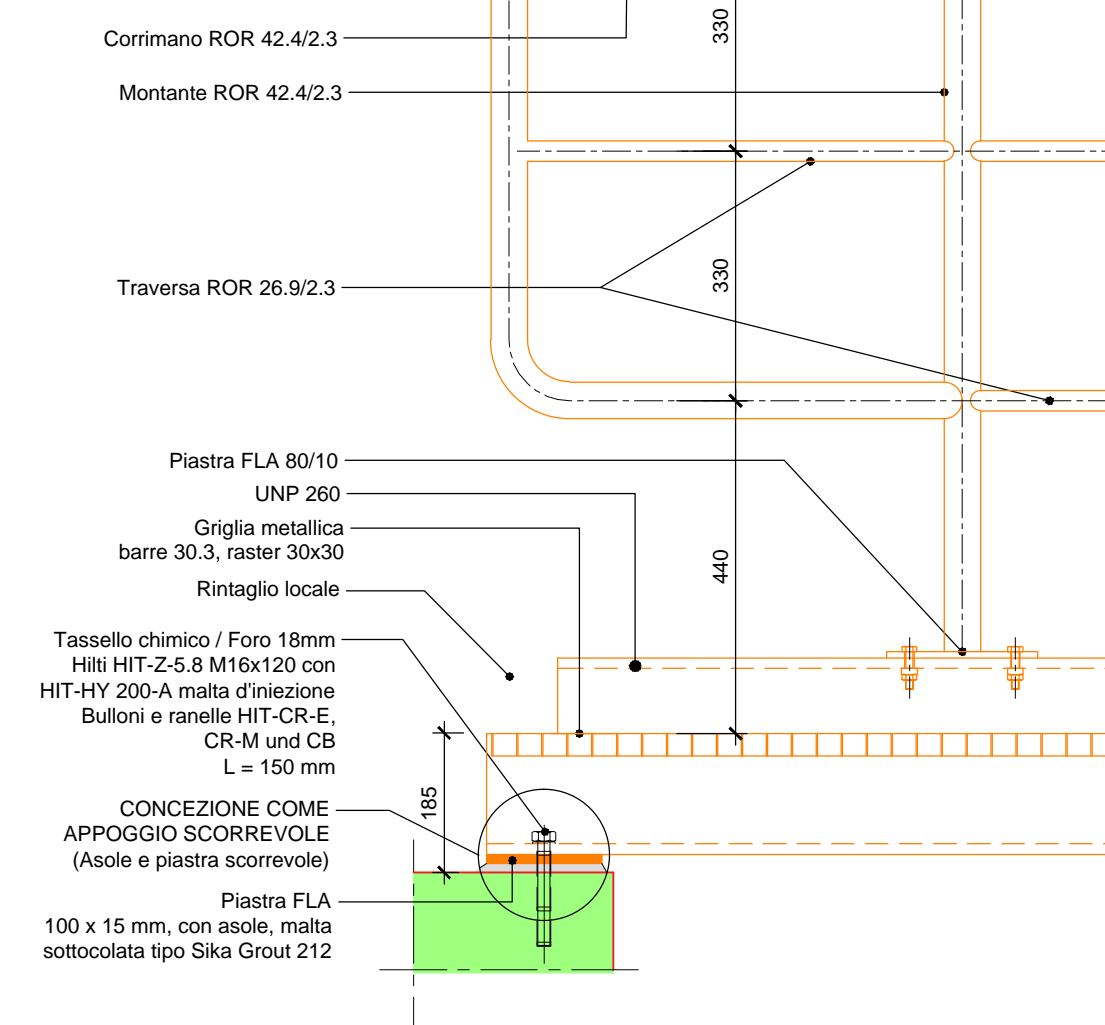 Corrimano ROR 42.4/2.3
330
Montante ROR 42.4/2.3
Traversa ROR 26.9/2.3
330
Piastra FLA 80/10
UNP 260
Griglia metallica
barre 30.3, raster 30x30
440
Rintaglio locale
Tassello chimico / Foro 18mm
Hilti HIT-Z-5.8 M16x120 con
HIT-HY 200-A malta d'iniezione
Bulloni e ranelle HIT-CR-E,
CR-M und CB
L = 150 mm
185
CONCEZIONE COME
APPOGGIO SCORREVOLE
(Asole e piastra scorrevole)
Piastra FLA
100 x 15 mm, con asole, malta
sottocolata tipo Sika Grout 212